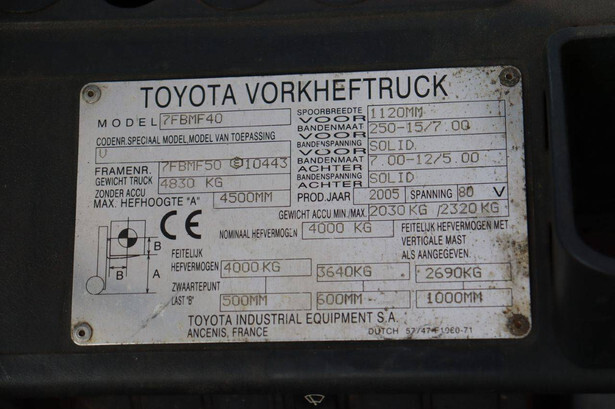 TOYOTA VORKHEFTRUCK
MODEL 7FBMF40
SPOORBREEDTE VOOR 1120MM
CODENR.SPECIAAL MODEL,MODEL VAN TOEPASSING
V
BANDENMAAT VOOR 250-15/7.00
BANDENSPANNING VOOR SOLID
FRAMENR. 7FBMF50 S 10443
BANDENMAAT ACHTER 7.00-12/5.00
GEWICHT TRUCK ZONDER ACCU 4830 KG
BANDENSPANNING ACHTER SOLID
MAX. HEFHOOGTE "A" 4500MM
PROD.JAAR 2005 SPANNING 80 V
GEWICHT ACCU MIN./MAX. 2030 KG / 2320 KG
CE
NOMINAAL HEFVERMOGEN 4000 KG
FEITELIJK HEFVERMOGEN MET
VERTICALE MAST
ALS AANGEGEVEN.
B
B
A
FEITELIJK
HEFVERMOGEN 4000 KG 3640KG 2690KG
ZWAARTEPUNT
LAST 'B' 500MM 600MM 1000MM
TOYOTA INDUSTRIAL EQUIPMENT S.A.
ANCENIS, FRANCE
DUTCH 57747-F1060-71